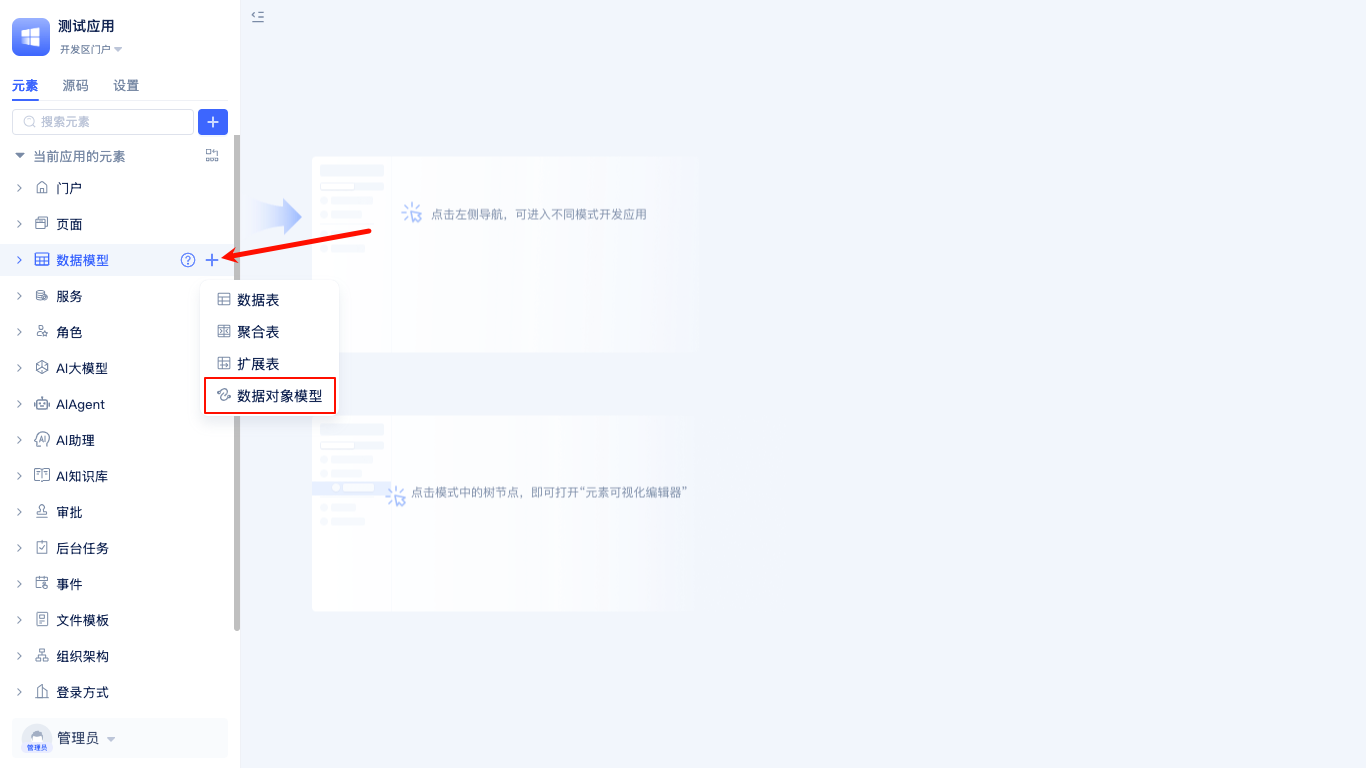 测试应用
开发区门户
元素 源码 设置
搜索元素
当前应用的元素
门户
页面
数据模型
服务
角色
AI大模型
AIAgent
AI助理
AI知识库
审批
后台任务
事件
文件模板
组织架构
登录方式
管理员
管理员
数据表
聚合表
扩展表
数据对象模型
点击左侧导航，可进入不同模式开发应用
点击模式中的树节点，即可打开“元素可视化编辑器”